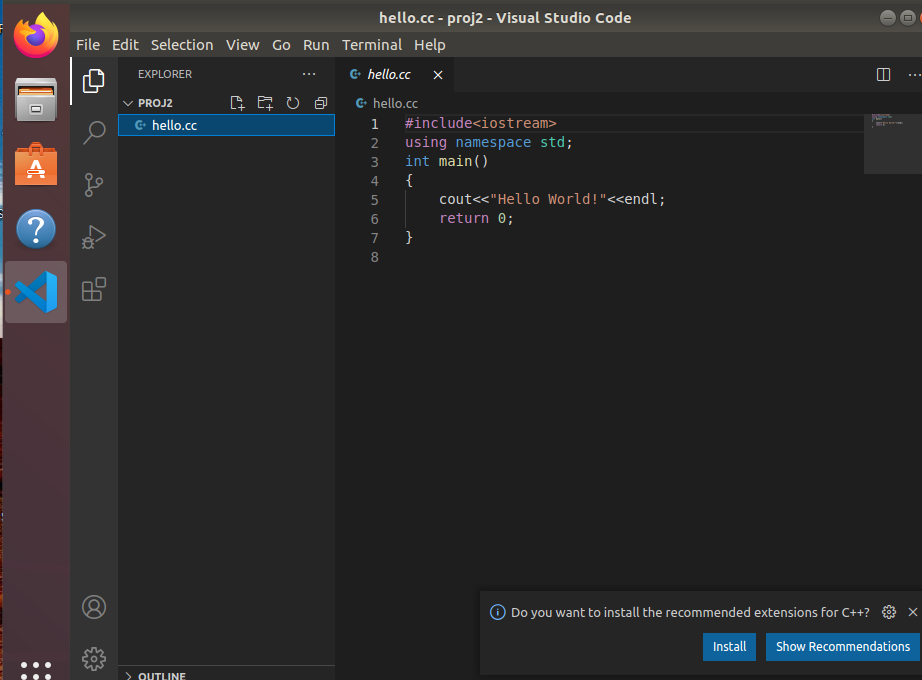 hello.cc - proj2 - Visual Studio Code
File Edit Selection View Go Run Terminal Help
EXPLORER
PROJ2
hello.cc
hello.cc
hello.cc
1 #include<iostream>
2 using namespace std;
3 int main()
4 {
5     cout<<"Hello World!"<<endl;
6     return 0;
7 }
8
Do you want to install the recommended extensions for C++?
Install Show Recommendations
OUTLINE